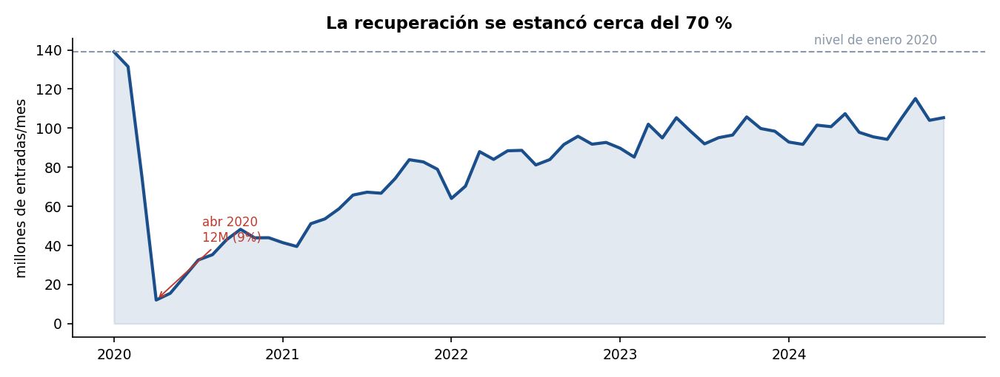 La recuperación se estancó cerca del 70 %
nivel de enero 2020
millones de entradas/mes
140
120
100
80
60
40
20
0
abr 2020
12M (9%)
2020
2021
2022
2023
2024